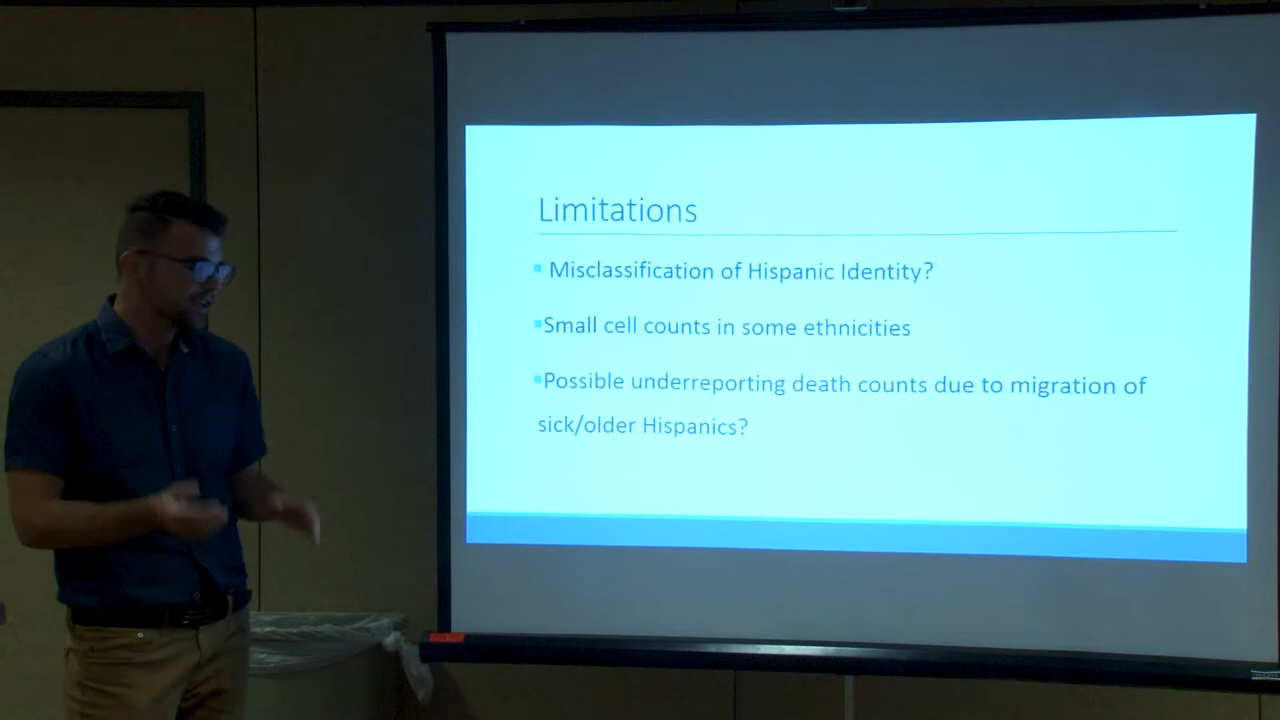 Limitations
▪ Misclassification of Hispanic Identity?
▪Small cell counts in some ethnicities
▪Possible underreporting death counts due to migration of
sick/older Hispanics?